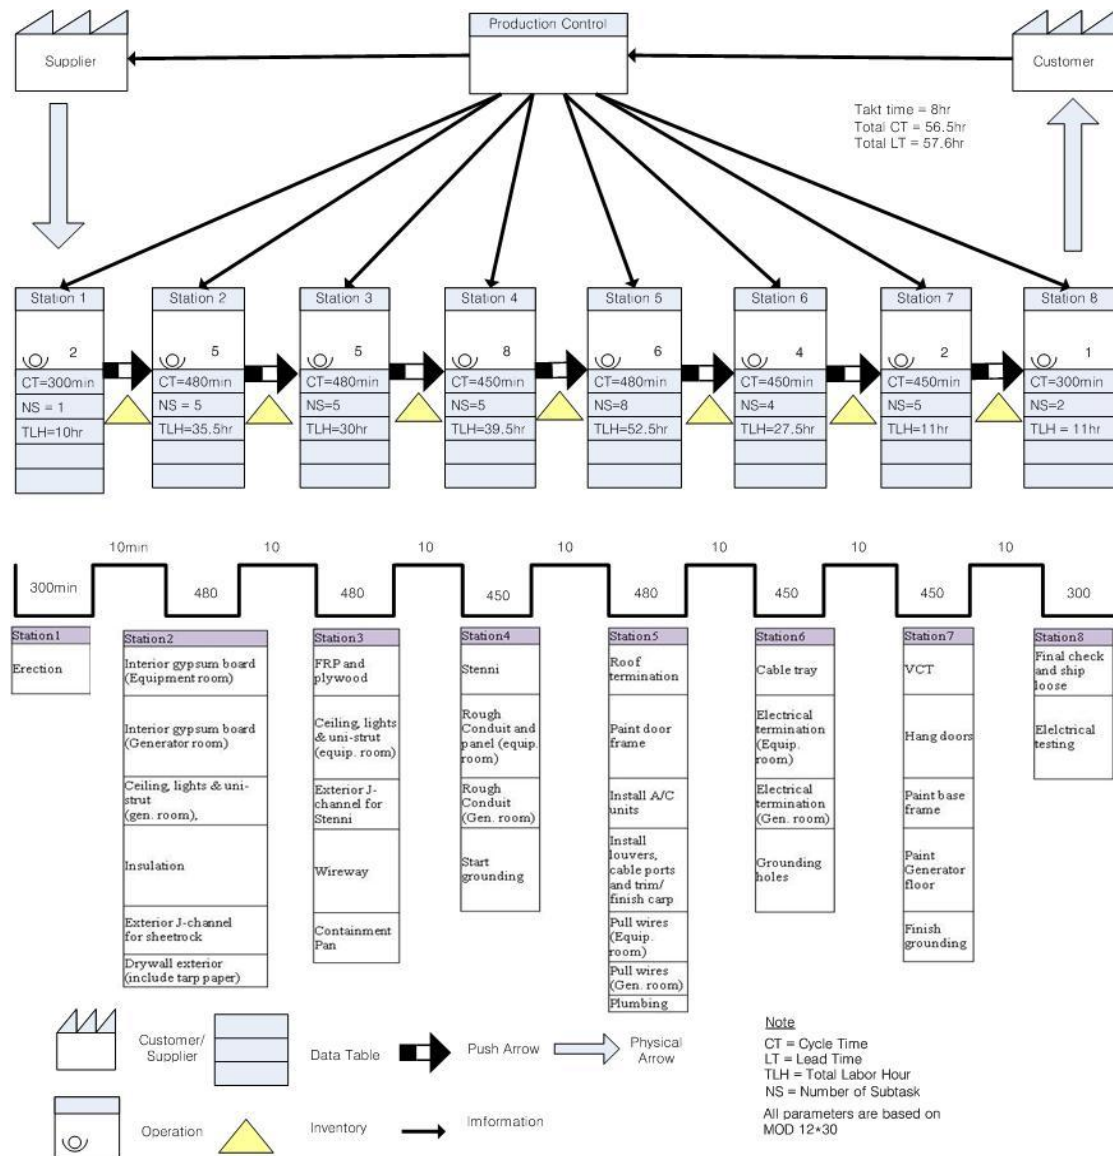 Production Control
Supplier
Customer
Takt time = 8hr
Total CT = 56.5hr
Total LT = 57.6hr
Station 1
Station 2
Station 3
Station 4
Station 5
Station 6
Station 7
Station 8
2
5
5
8
6
4
2
1
CT=300min
CT=480min
CT=480min
CT=450min
CT=480min
CT=450min
CT=450min
CT=300min
NS = 1
NS = 5
NS=5
NS=5
NS=8
NS=4
NS=5
NS=2
TLH=10hr
TLH=35.5hr
TLH=30hr
TLH=39.5hr
TLH=52.5hr
TLH=27.5hr
TLH=11hr
TLH = 11hr
10min
10
10
10
10
10
10
300min
480
480
450
480
450
450
300
Station1
Erection
Station2
Interior gypsum board
(Equipment room)
Interior gypsum board
(Generator room)
Ceiling, lights & uni-
strut
(gen. room),
Insulation
Exterior J-channel
for sheetrock
Drywall exterior
(include tarp paper)
Station3
FRP and
plywood
Ceiling, lights
& uni-strut
(equip. room)
Exterior J-
channel for
Stenni
Wireway
Containment
Pan
Station4
Stenni
Rough
Conduit and
panel (equip.
room)
Rough
Conduit
(Gen. room)
Start
grounding
Station5
Roof
termination
Paint door
frame
Install A/C
units
Install
louvers,
cable ports
and trim/
finish carp
Pull wires
(Equip.
room)
Pull wires
(Gen. room)
Plumbing
Station6
Cable tray
Electrical
termination
(Equip.
room)
Electrical
termination
(Gen. room)
Grounding
holes
Station7
VCT
Hang doors
Paint base
frame
Paint
Generator
floor
Finish
grounding
Station8
Final check
and ship
loose
Elelctrical
testing
Customer/
Supplier
Data Table
Push Arrow
Physical
Arrow
Operation
Inventory
Imformation
Note
CT = Cycle Time
LT = Lead Time
TLH = Total Labor Hour
NS = Number of Subtask
All parameters are based on
MOD 12*30